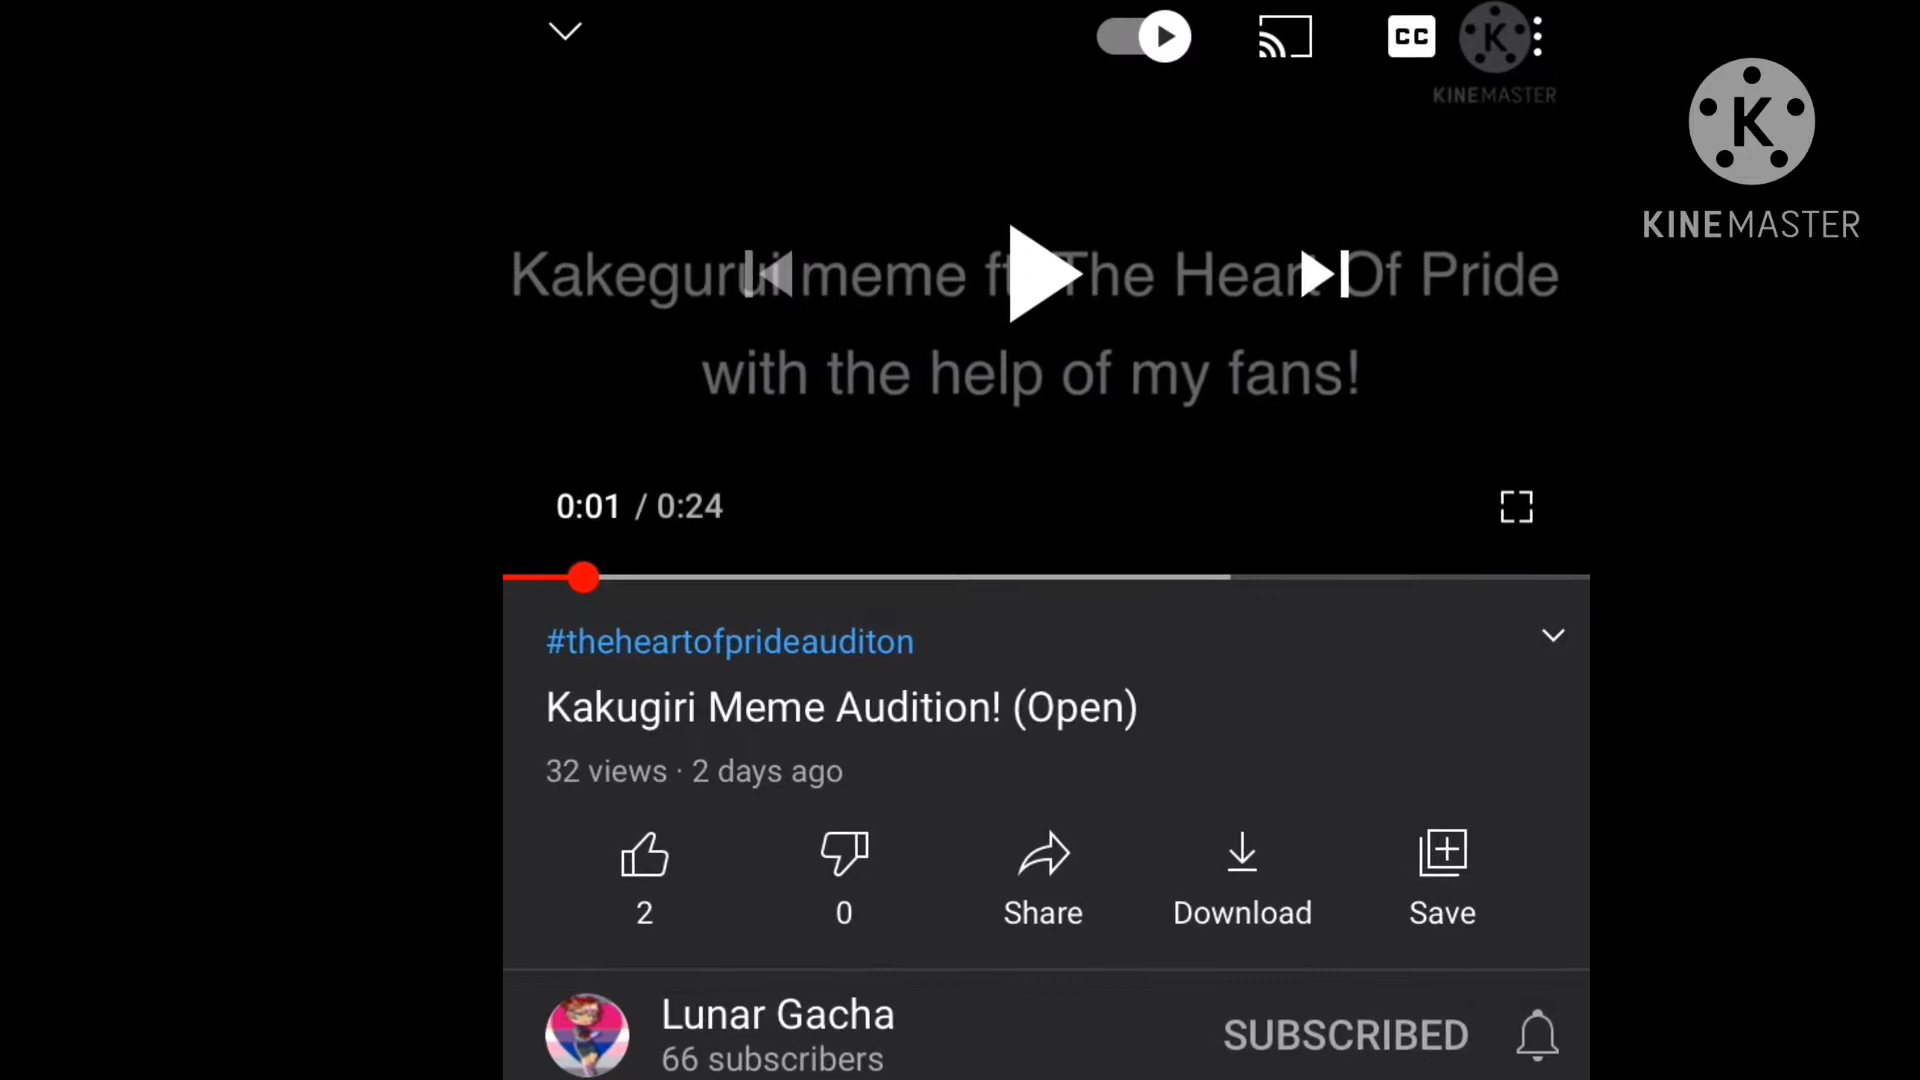 CC
K
KINEMASTER
K
KINEMASTER
Kakegurui meme ft The Heart Of Pride
with the help of my fans!
0:01 / 0:24
#theheartofprideauditon
Kakugiri Meme Audition! (Open)
32 views · 2 days ago
2
0
Share
Download
Save
Lunar Gacha
66 subscribers
SUBSCRIBED